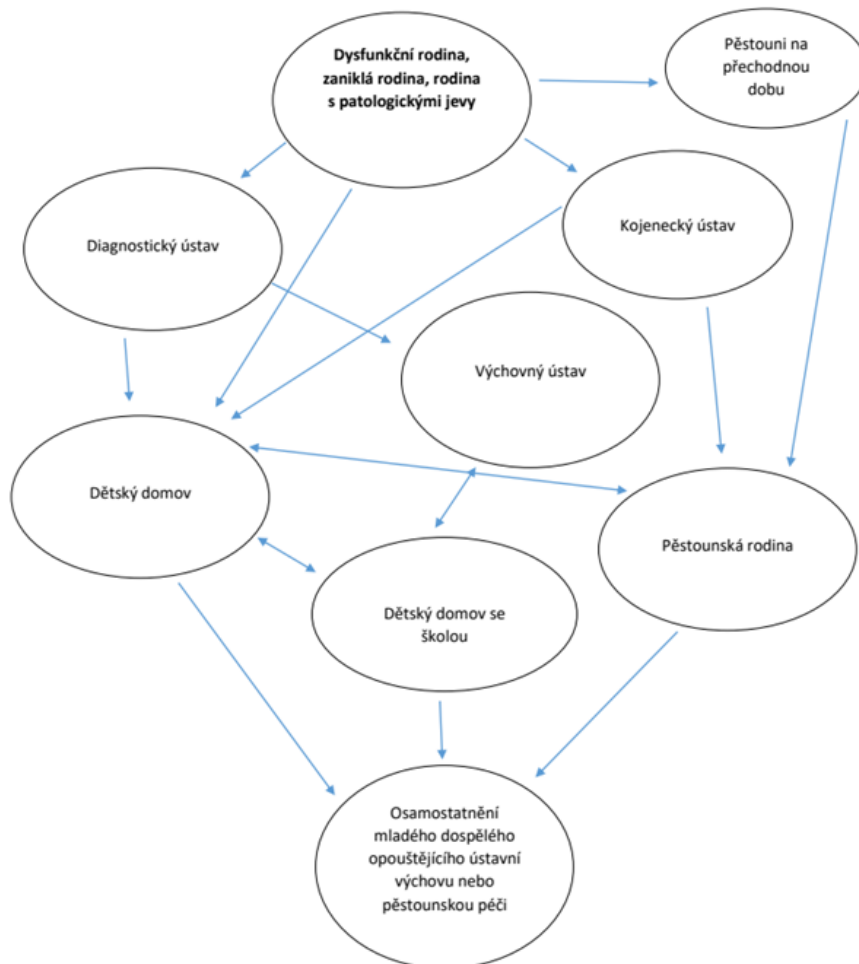 Dysfunkční rodina,
zaniklá rodina, rodina
s patologickými jevy
Pěstouni na
přechodnou
dobu
Diagnostický ústav
Kojenecký ústav
Výchovný ústav
Dětský domov
Pěstounská rodina
Dětský domov se
školou
Osamostatnění
mladého dospělého
opouštějícího ústavní
výchovu nebo
pěstounskou péči